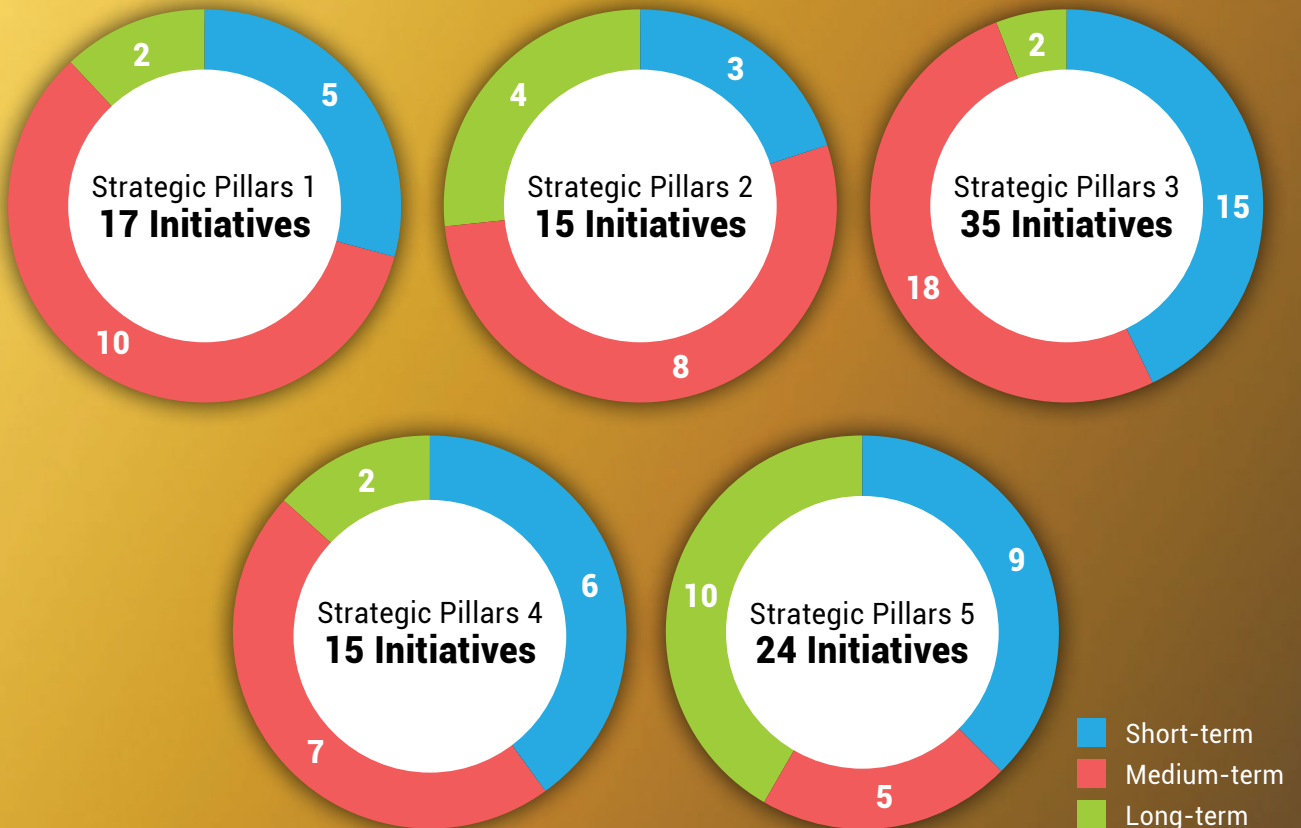 2
5
Strategic Pillars 1
17 Initiatives
10
4
3
Strategic Pillars 2
15 Initiatives
8
2
15
Strategic Pillars 3
35 Initiatives
18
2
6
Strategic Pillars 4
15 Initiatives
7
9
10
Strategic Pillars 5
24 Initiatives
5
Short-term
Medium-term
Long-term